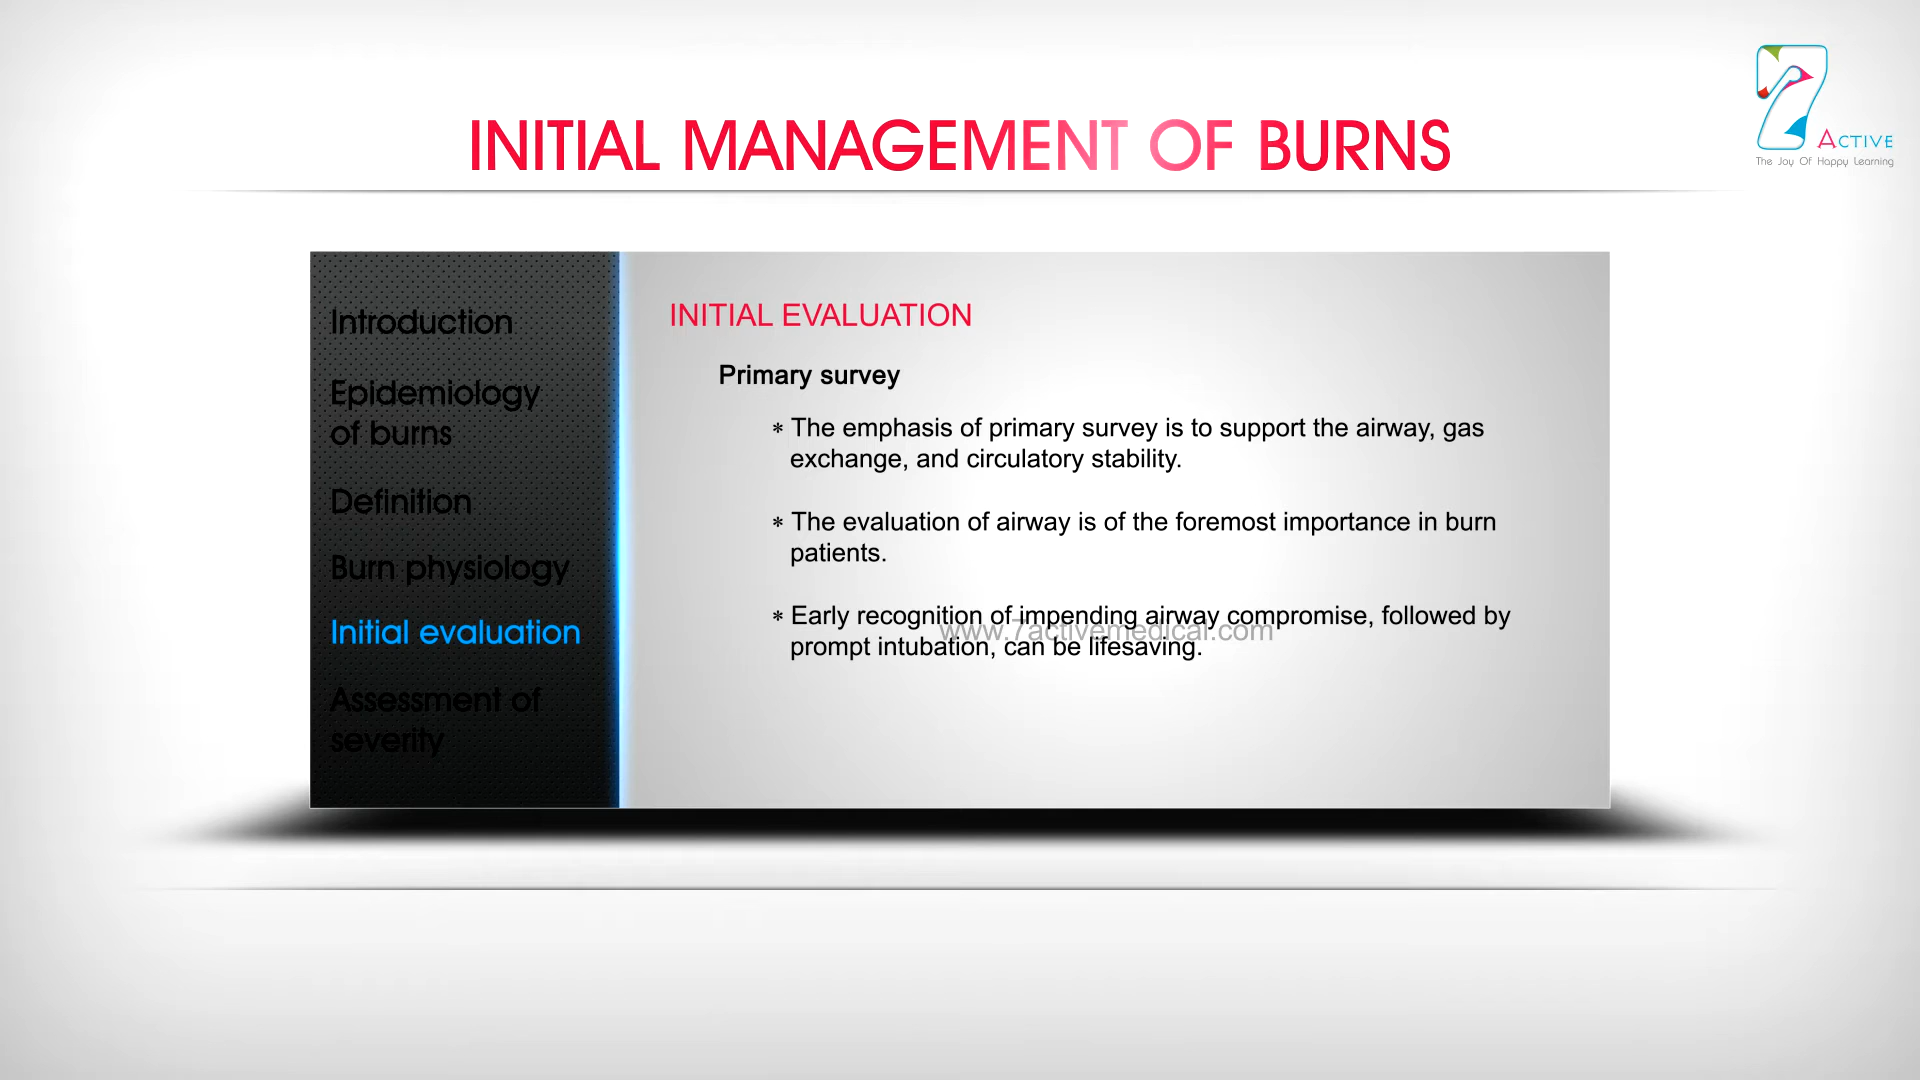 INITIAL MANAGEMENT OF BURNS
7 ACTIVE
The Joy Of Happy Learning
Introduction
Epidemiology
of burns
Definition
Burn physiology
Initial evaluation
Assessment of
severity
INITIAL EVALUATION
Primary survey
* The emphasis of primary survey is to support the airway, gas
exchange, and circulatory stability.
* The evaluation of airway is of the foremost importance in burn
patients.
* Early recognition of impending airway compromise, followed by
www.7activemedical.com
prompt intubation, can be lifesaving.